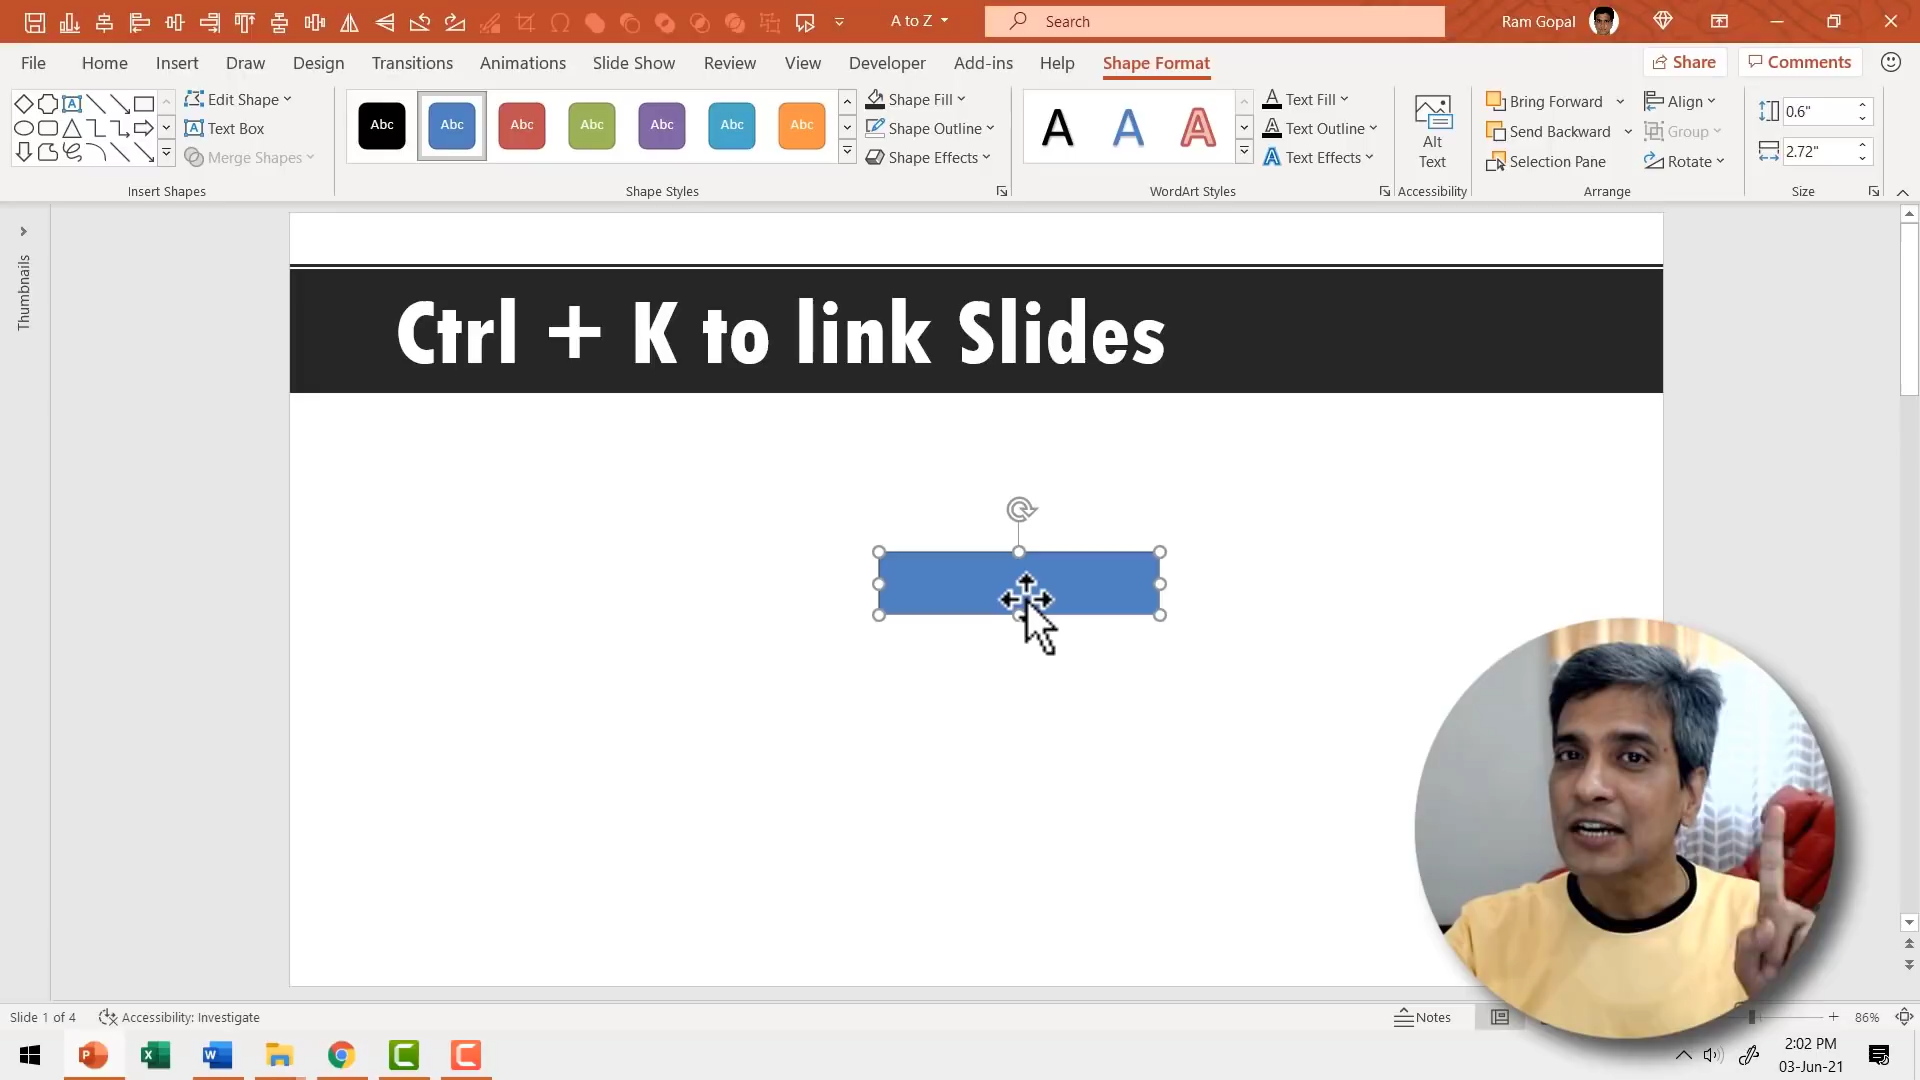 A to Z
Search
Ram Gopal
File Home Insert Draw Design Transitions Animations Slide Show Review View Developer Add-ins Help Shape Format Share Comments
Edit Shape
Text Box
Merge Shapes
Insert Shapes
Abc Abc Abc Abc Abc Abc Abc
Shape Styles
Shape Fill
Shape Outline
Shape Effects
A A A
WordArt Styles
Text Fill
Text Outline
Text Effects
Alt
Text
Accessibility
Bring Forward
Send Backward
Selection Pane
Align
Group
Rotate
Arrange
0.6"
2.72"
Size
Thumbnails
Ctrl + K to link Slides
Slide 1 of 4 Accessibility: Investigate
Notes
86%
2:02 PM
03-Jun-21